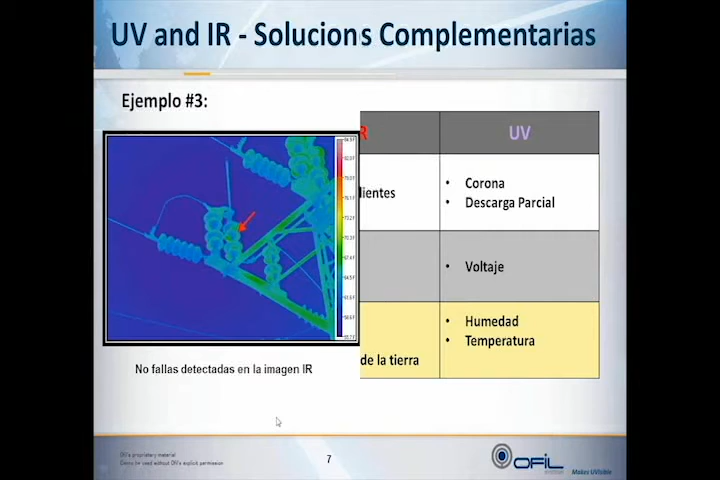 UV and IR - Solucions Complementarias
Ejemplo #3:
R
UV
lientes
• Corona
• Descarga Parcial
• Voltaje
de la tierra
• Humedad
• Temperatura
No fallas detectadas en la imagen IR
7
OFIL
Makes UVisible